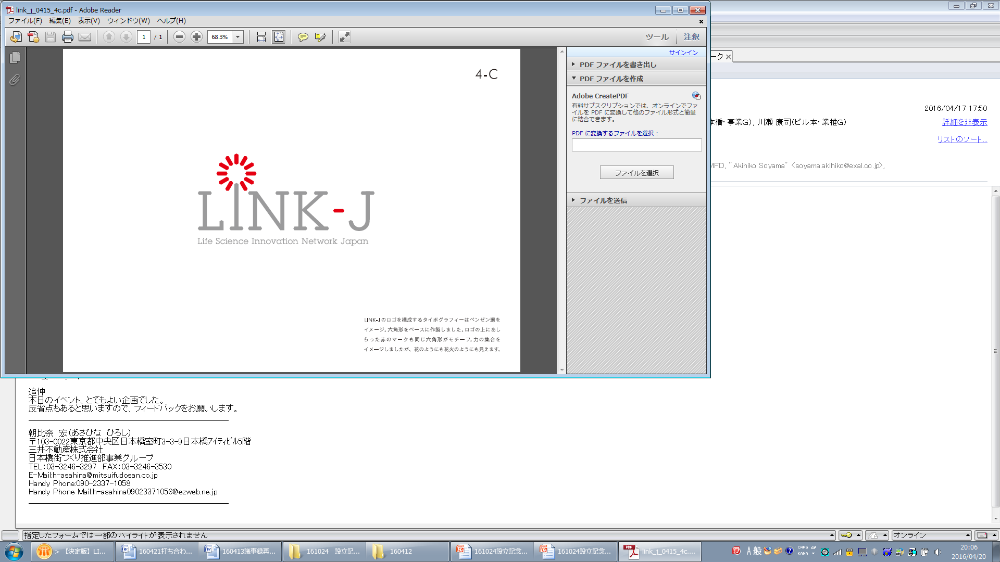 link_j_0415_4c.pdf - Adobe Reader
ファイル(F) 編集(E) 表示(V) ウィンドウ(W) ヘルプ(H)
1 / 1 68.3% ツール 注釈
サインイン
PDF ファイルを書き出し
PDF ファイルを作成
Adobe CreatePDF
有料サブスクリプションでは、オンラインでファ
イルを PDF に変換して他のファイル形式と簡単
に結合できます。
PDF に変換するファイルを選択 :
ファイルを選択
ファイルを送信
4-C
LINK-J
Life Science Innovation Network Japan
LINK-Jのロゴを構成するタイポグラフィーはベンゼン環を
イメージ。六角形をベースに作製しました。ロゴの上にあし
らった赤のマークも同じ六角形がモチーフ。力の集合を
イメージしましたが、花のようにも花火のようにも見えます。
ーク
2016/04/17 17:50
本橋・事業G), 川瀬 康司(ビル本・業推G)
詳細を非表示
リストのソート...
MFD, "Akihiko Soyama" <soyama.akihiko@exal.co.jp>,
追伸
本日のイベント、とてもよい企画でした。
反省点もあると思いますので、フィードバックをお願いします。
朝比奈 宏(あさひな ひろし)
〒103-0022東京都中央区日本橋室町3-3-9日本橋アイティビル5階
三井不動産株式会社
日本橋街づくり推進部事業グループ
TEL:03-3246-3297 FAX:03-3246-3530
E-Mail:h-asahina@mitsuifudosan.co.jp
Handy Phone:090-2337-1058
Handy Phone Mail:h-asahina09023371058@ezweb.ne.jp
指定したフォームでは一部のハイライトが表示されません
オンライン
> 【決定版】LI...
160421打ち合わ...
160413議事録再...
161024 設立記...
160412
161024設立記念...
161024設立記念...
link_j_0415_4c....
A 般
CAPS
KANA
20:06
2016/04/20